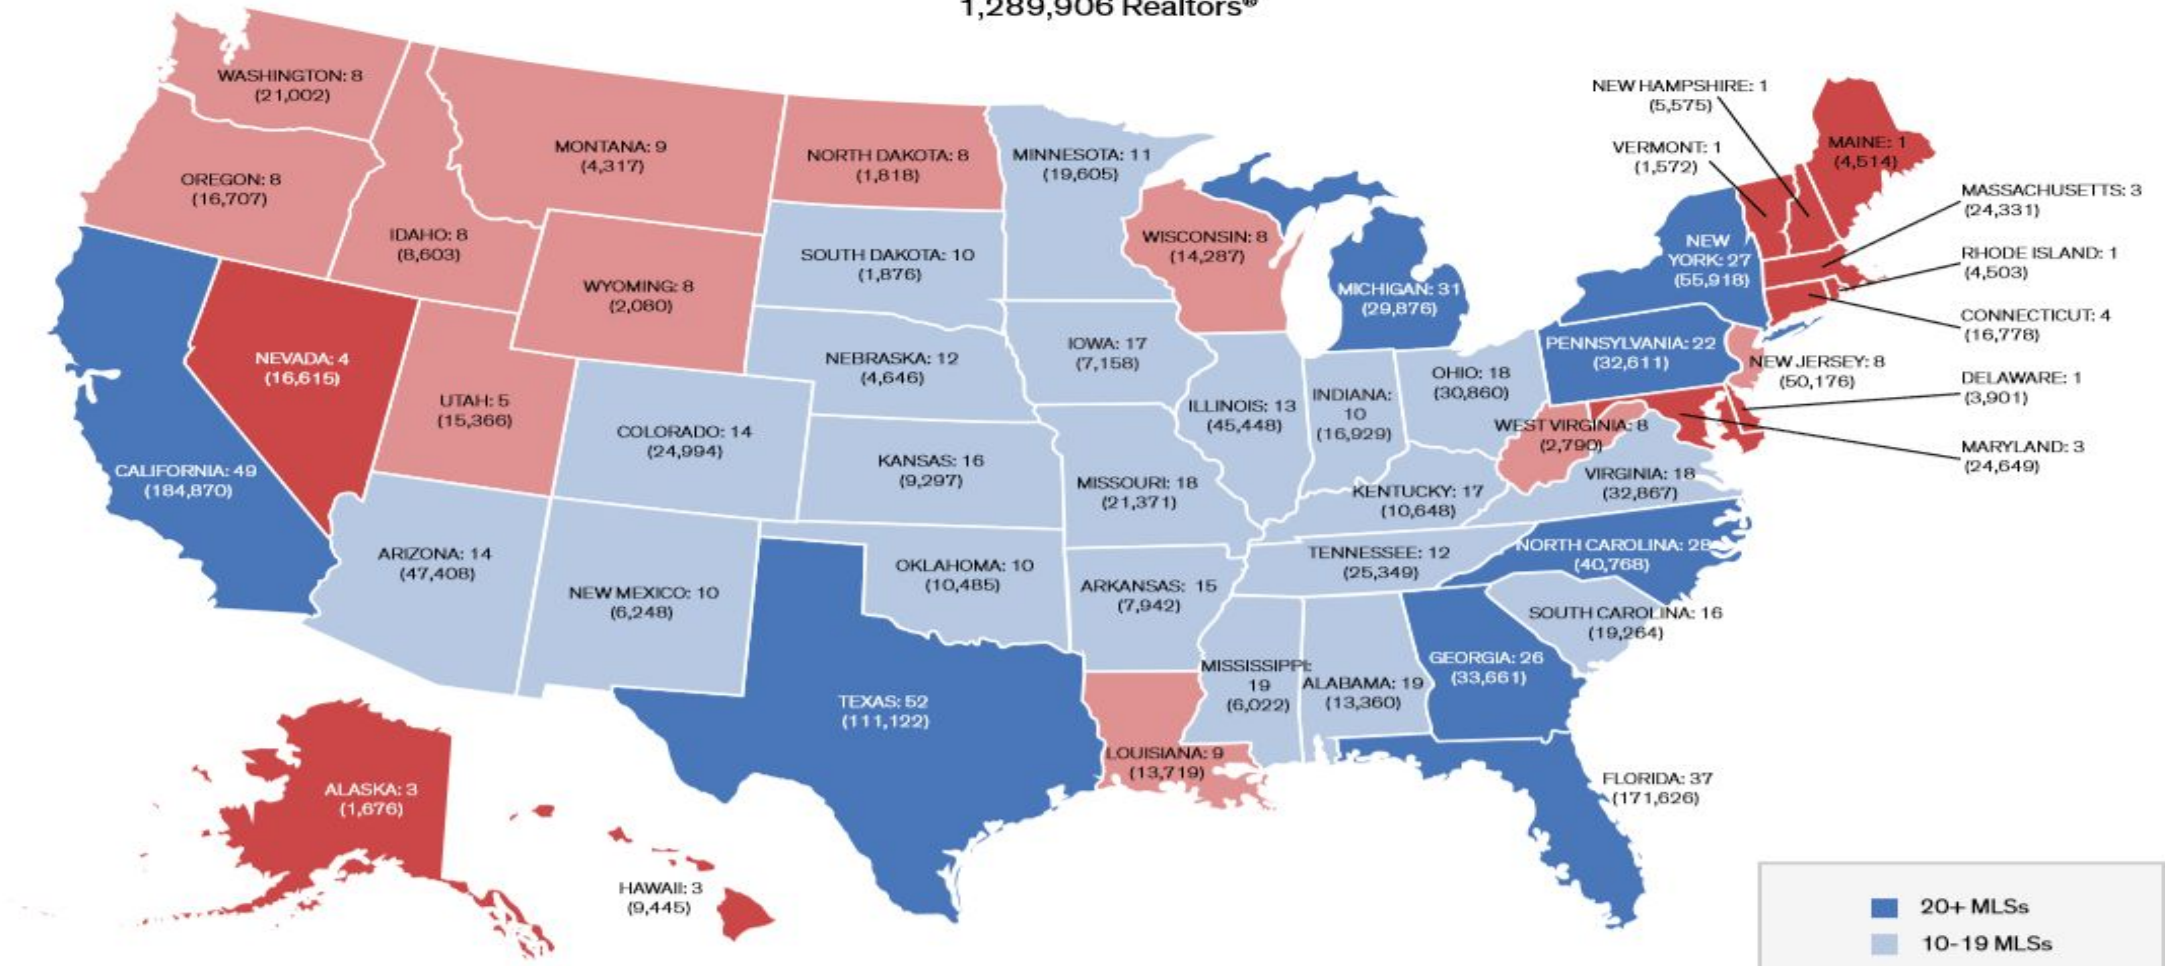 1,289,906 Realtors®
WASHINGTON: 8
(21,002)
OREGON: 8
(16,707)
IDAHO: 8
(8,603)
MONTANA: 9
(4,317)
WYOMING: 8
(2,080)
NORTH DAKOTA: 8
(1,818)
SOUTH DAKOTA: 10
(1,876)
MINNESOTA: 11
(19,605)
WISCONSIN: 8
(14,287)
MICHIGAN: 31
(29,876)
NEVADA: 4
(16,615)
UTAH: 5
(15,366)
CALIFORNIA: 49
(184,870)
COLORADO: 14
(24,994)
NEBRASKA: 12
(4,646)
IOWA: 17
(7,158)
KANSAS: 16
(9,297)
MISSOURI: 18
(21,371)
ILLINOIS: 13
(45,448)
INDIANA:
10
(16,929)
OHIO: 18
(30,860)
ARIZONA: 14
(47,408)
NEW MEXICO: 10
(6,248)
OKLAHOMA: 10
(10,485)
ARKANSAS: 15
(7,942)
TENNESSEE: 12
(25,349)
KENTUCKY: 17
(10,648)
WEST VIRGINIA: 8
(2,790)
VIRGINIA: 18
(32,867)
NORTH CAROLINA: 28
(40,768)
SOUTH CAROLINA: 16
(19,264)
GEORGIA: 26
(33,661)
ALABAMA: 19
(13,360)
MISSISSIPPI:
19
(6,022)
LOUISIANA: 9
(13,719)
TEXAS: 52
(111,122)
FLORIDA: 37
(171,626)
ALASKA: 3
(1,676)
HAWAII: 3
(9,445)
NEW HAMPSHIRE: 1
(5,575)
VERMONT: 1
(1,572)
MAINE: 1
(4,514)
NEW
YORK: 27
(55,918)
PENNSYLVANIA: 22
(32,611)
MASSACHUSETTS: 3
(24,331)
RHODE ISLAND: 1
(4,503)
CONNECTICUT: 4
(16,778)
NEW JERSEY: 8
(50,176)
DELAWARE: 1
(3,901)
MARYLAND: 3
(24,649)
20+ MLSs
10-19 MLSs